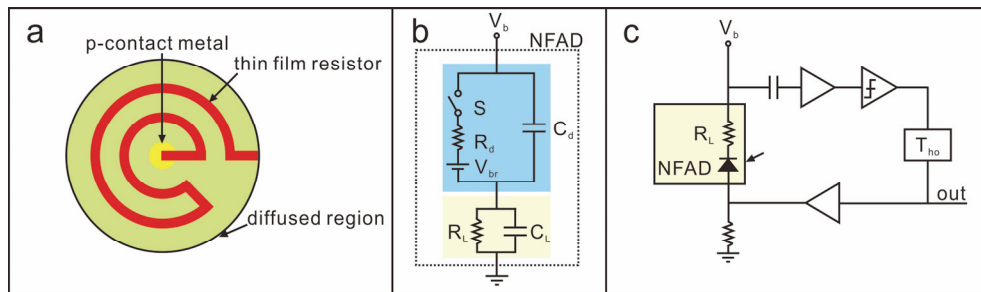 a
p-contact metal
thin film resistor
diffused region
b
V_b
NFAD
S
R_d
V_br
C_d
R_L
C_L
c
V_b
R_L
NFAD
T_ho
out